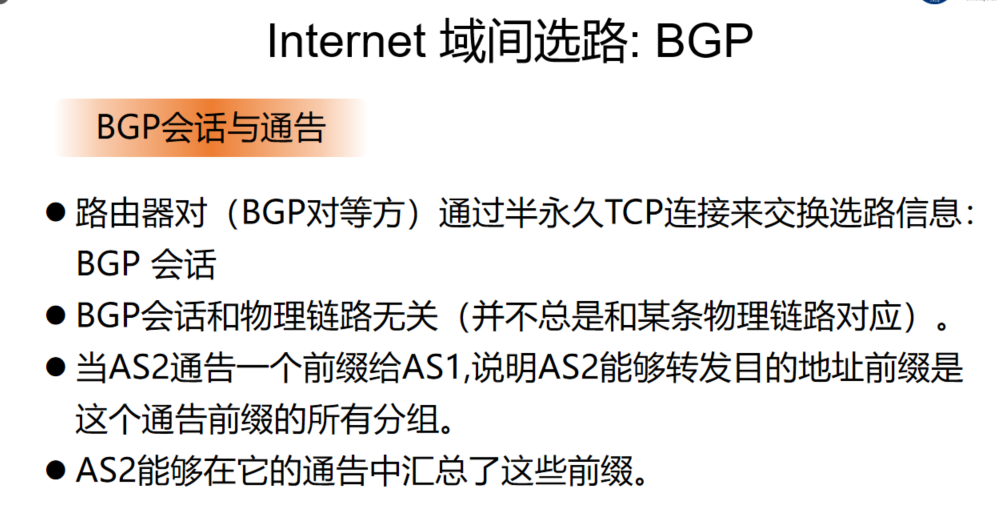 Internet 域间选路: BGP
BGP会话与通告
● 路由器对（BGP对等方）通过半永久TCP连接来交换选路信息：
BGP 会话
● BGP会话和物理链路无关（并不总是和某条物理链路对应）。
● 当AS2通告一个前缀给AS1,说明AS2能够转发目的地址前缀是
这个通告前缀的所有分组。
● AS2能够在它的通告中汇总了这些前缀。